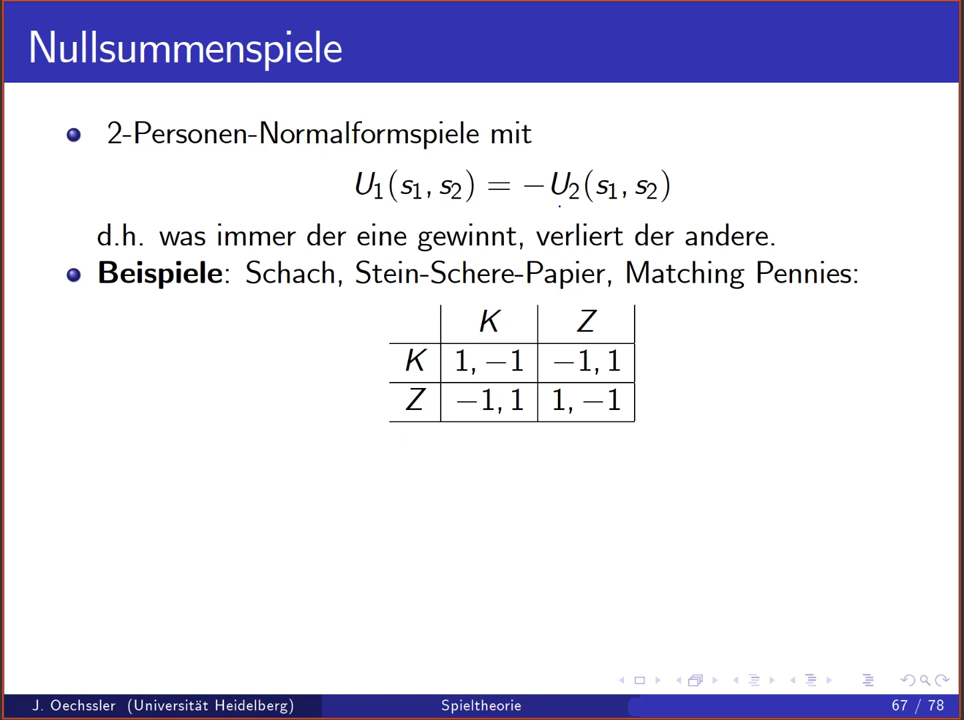 Nullsummenspiele
2-Personen-Normalformspiele mit
U₁(s₁, s₂) = −U₂(s₁, s₂)
d.h. was immer der eine gewinnt, verliert der andere.
Beispiele: Schach, Stein-Schere-Papier, Matching Pennies:
K Z
K 1, −1 −1, 1
Z −1, 1 1, −1
J. Oechssler (Universität Heidelberg) Spieltheorie 67 / 78